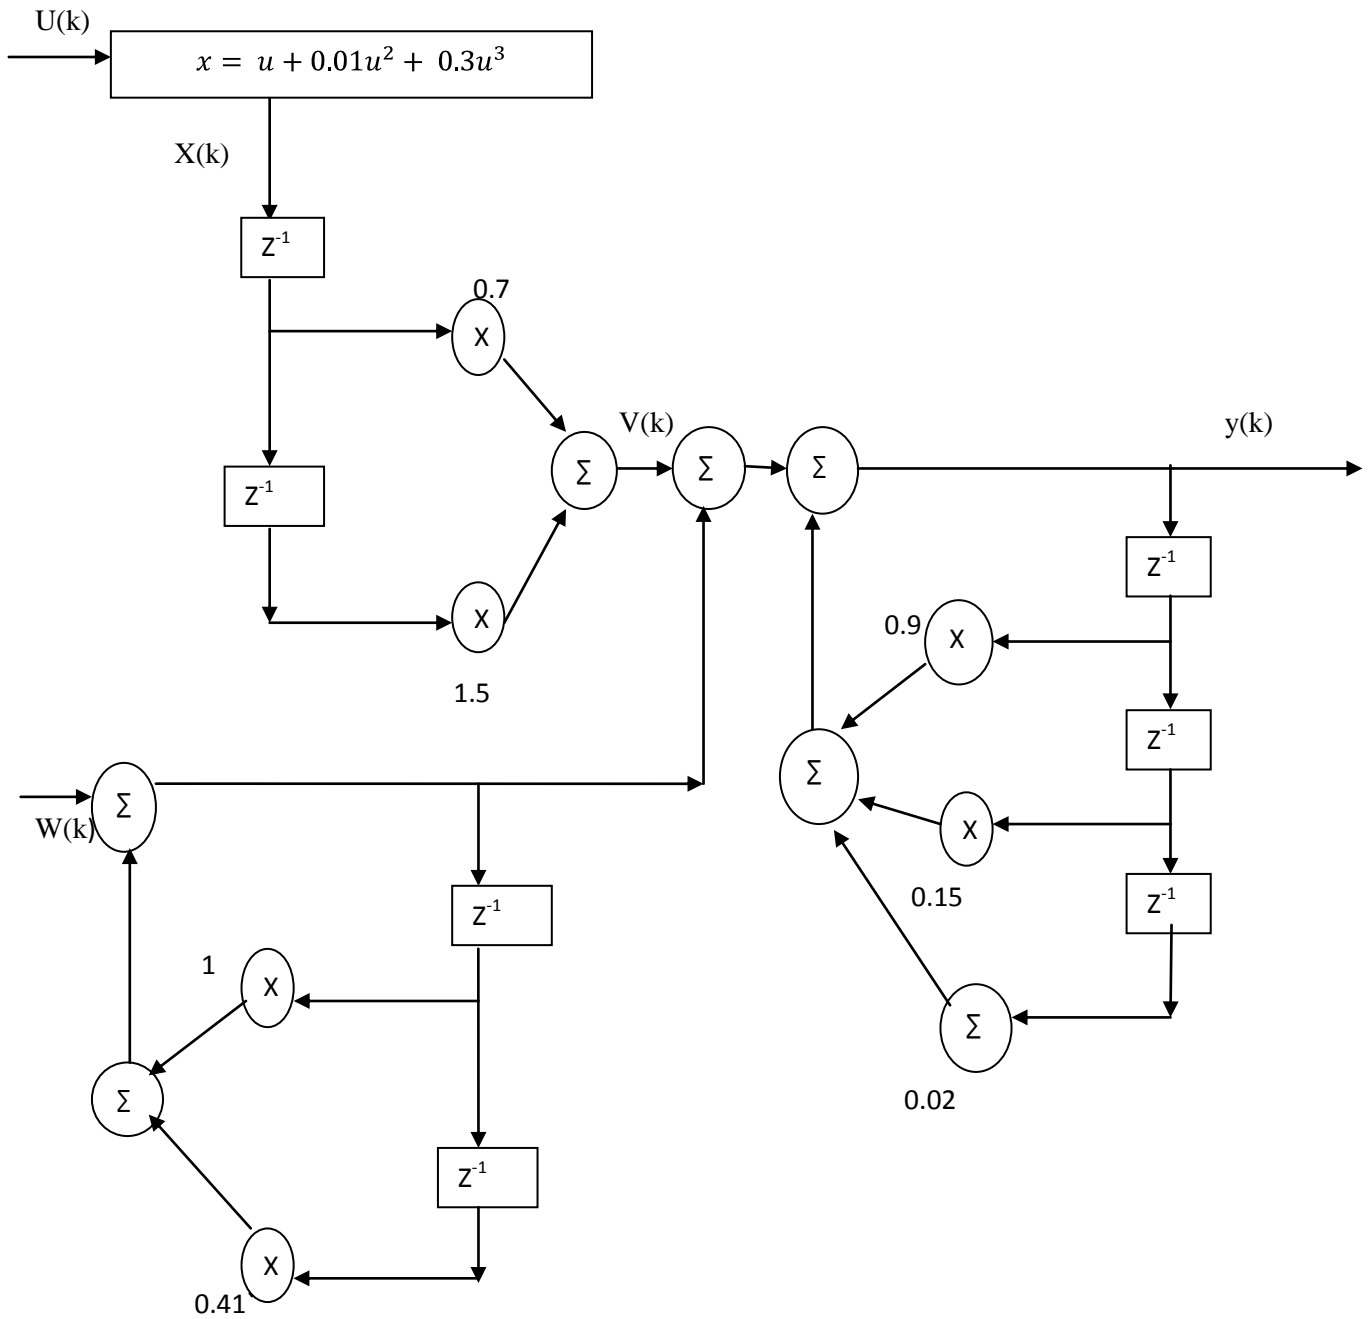 U(k)
x = u + 0.01u² + 0.3u³
X(k)
Z⁻¹
0.7
X
V(k)
y(k)
Σ
Σ
Σ
Z⁻¹
Z⁻¹
0.9
X
X
1.5
Z⁻¹
Σ
Σ
W(k)
X
0.15
Z⁻¹
Z⁻¹
1
X
Σ
0.02
Σ
Z⁻¹
X
0.41